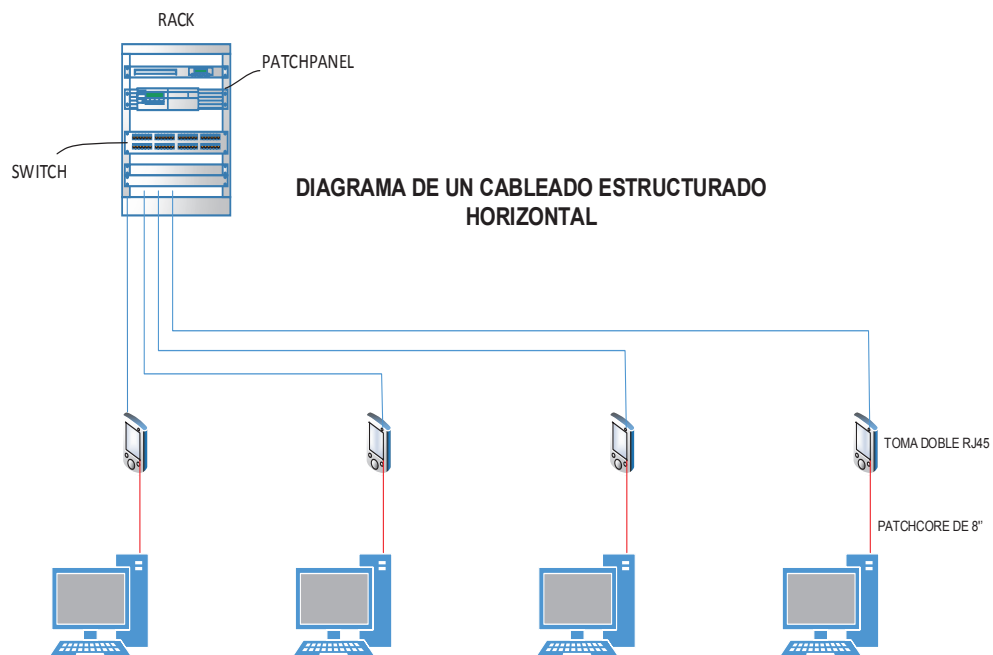 RACK
PATCHPANEL
SWITCH
DIAGRAMA DE UN CABLEADO ESTRUCTURADO
HORIZONTAL
TOMA DOBLE RJ45
PATCHCORE DE 8"